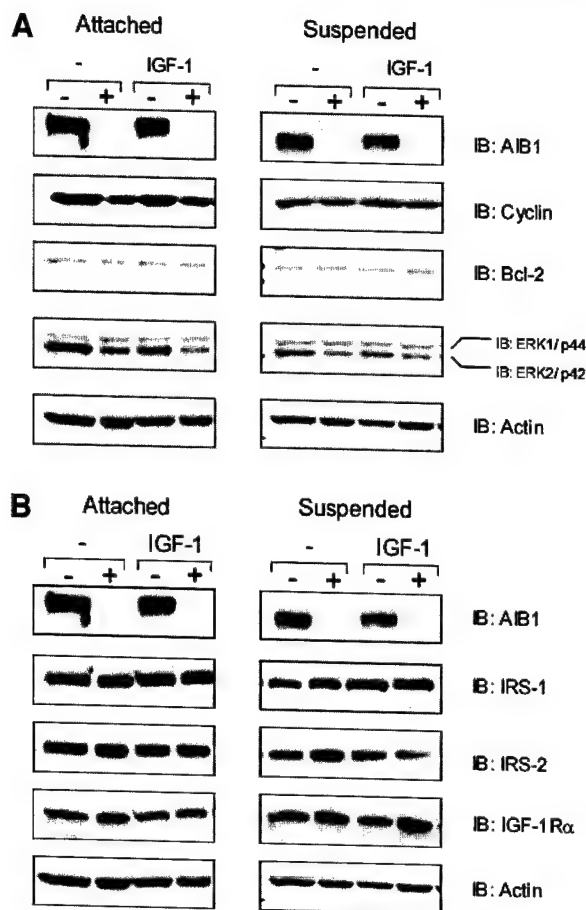 A
Attached Suspended
- IGF-1 - IGF-1
- + - + - + - +
IB: AIB1
IB: Cyclin
IB: Bcl-2
IB: ERK1/p44
IB: ERK2/p42
IB: Actin
B
Attached Suspended
- IGF-1 - IGF-1
- + - + - + - +
IB: AIB1
IB: IRS-1
IB: IRS-2
IB: IGF-1Rα
IB: Actin